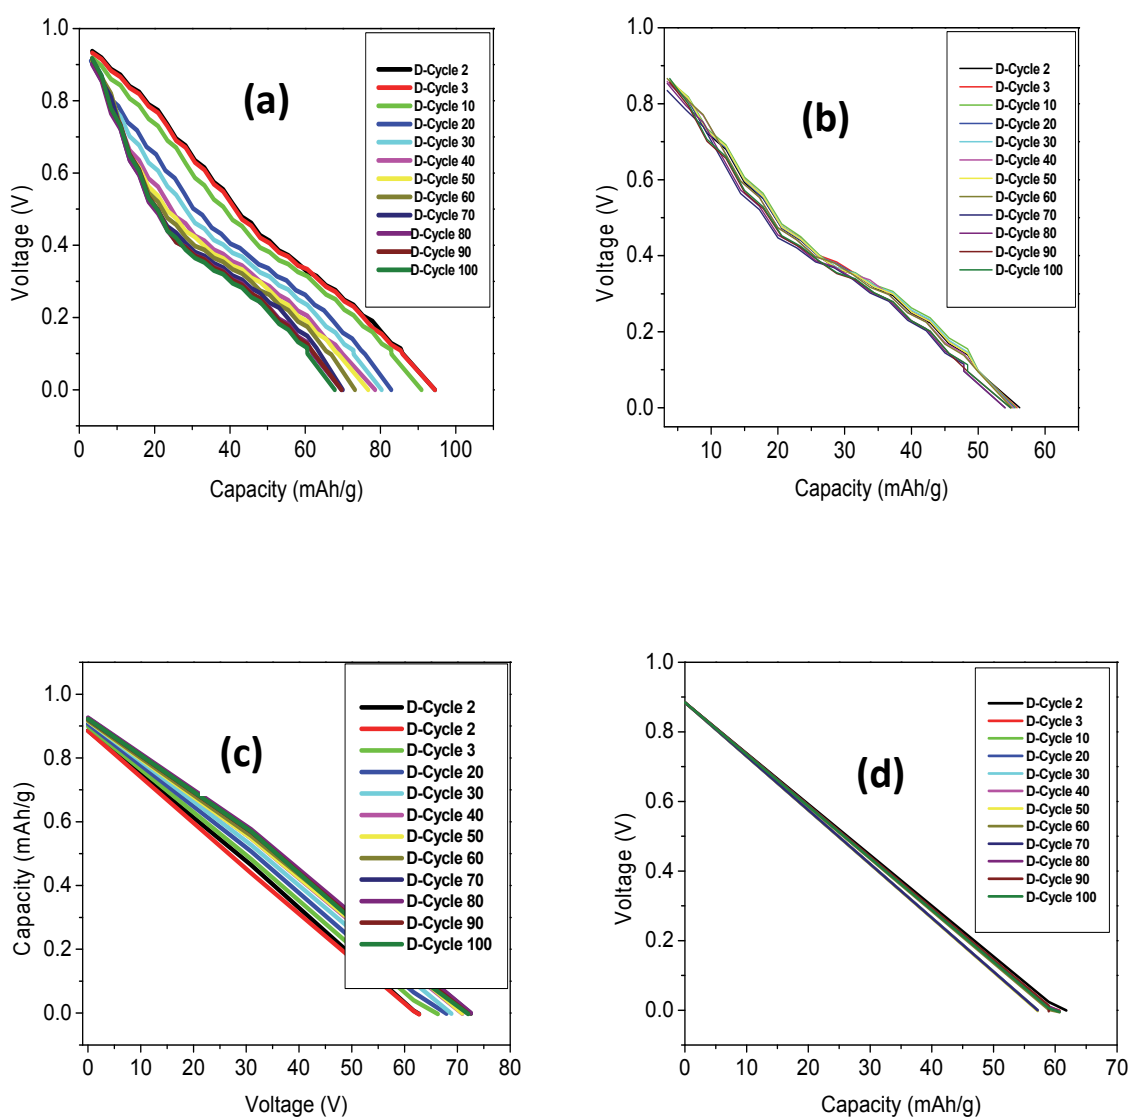 1.0
0.8
0.6
0.4
0.2
0.0
Voltage (V)
0 20 40 60 80 100
Capacity (mAh/g)
(a)
D-Cycle 2
D-Cycle 3
D-Cycle 10
D-Cycle 20
D-Cycle 30
D-Cycle 40
D-Cycle 50
D-Cycle 60
D-Cycle 70
D-Cycle 80
D-Cycle 90
D-Cycle 100
1.0
0.8
0.6
0.4
0.2
0.0
Voltage (V)
10 20 30 40 50 60
Capacity (mAh/g)
(b)
D-Cycle 2
D-Cycle 3
D-Cycle 10
D-Cycle 20
D-Cycle 30
D-Cycle 40
D-Cycle 50
D-Cycle 60
D-Cycle 70
D-Cycle 80
D-Cycle 90
D-Cycle 100
1.0
0.8
0.6
0.4
0.2
0.0
Capacity (mAh/g)
0 10 20 30 40 50 60 70 80
Voltage (V)
(c)
D-Cycle 2
D-Cycle 2
D-Cycle 3
D-Cycle 20
D-Cycle 30
D-Cycle 40
D-Cycle 50
D-Cycle 60
D-Cycle 70
D-Cycle 80
D-Cycle 90
D-Cycle 100
1.0
0.8
0.6
0.4
0.2
0.0
Voltage (V)
0 10 20 30 40 50 60 70
Capacity (mAh/g)
(d)
D-Cycle 2
D-Cycle 3
D-Cycle 10
D-Cycle 20
D-Cycle 30
D-Cycle 40
D-Cycle 50
D-Cycle 60
D-Cycle 70
D-Cycle 80
D-Cycle 90
D-Cycle 100